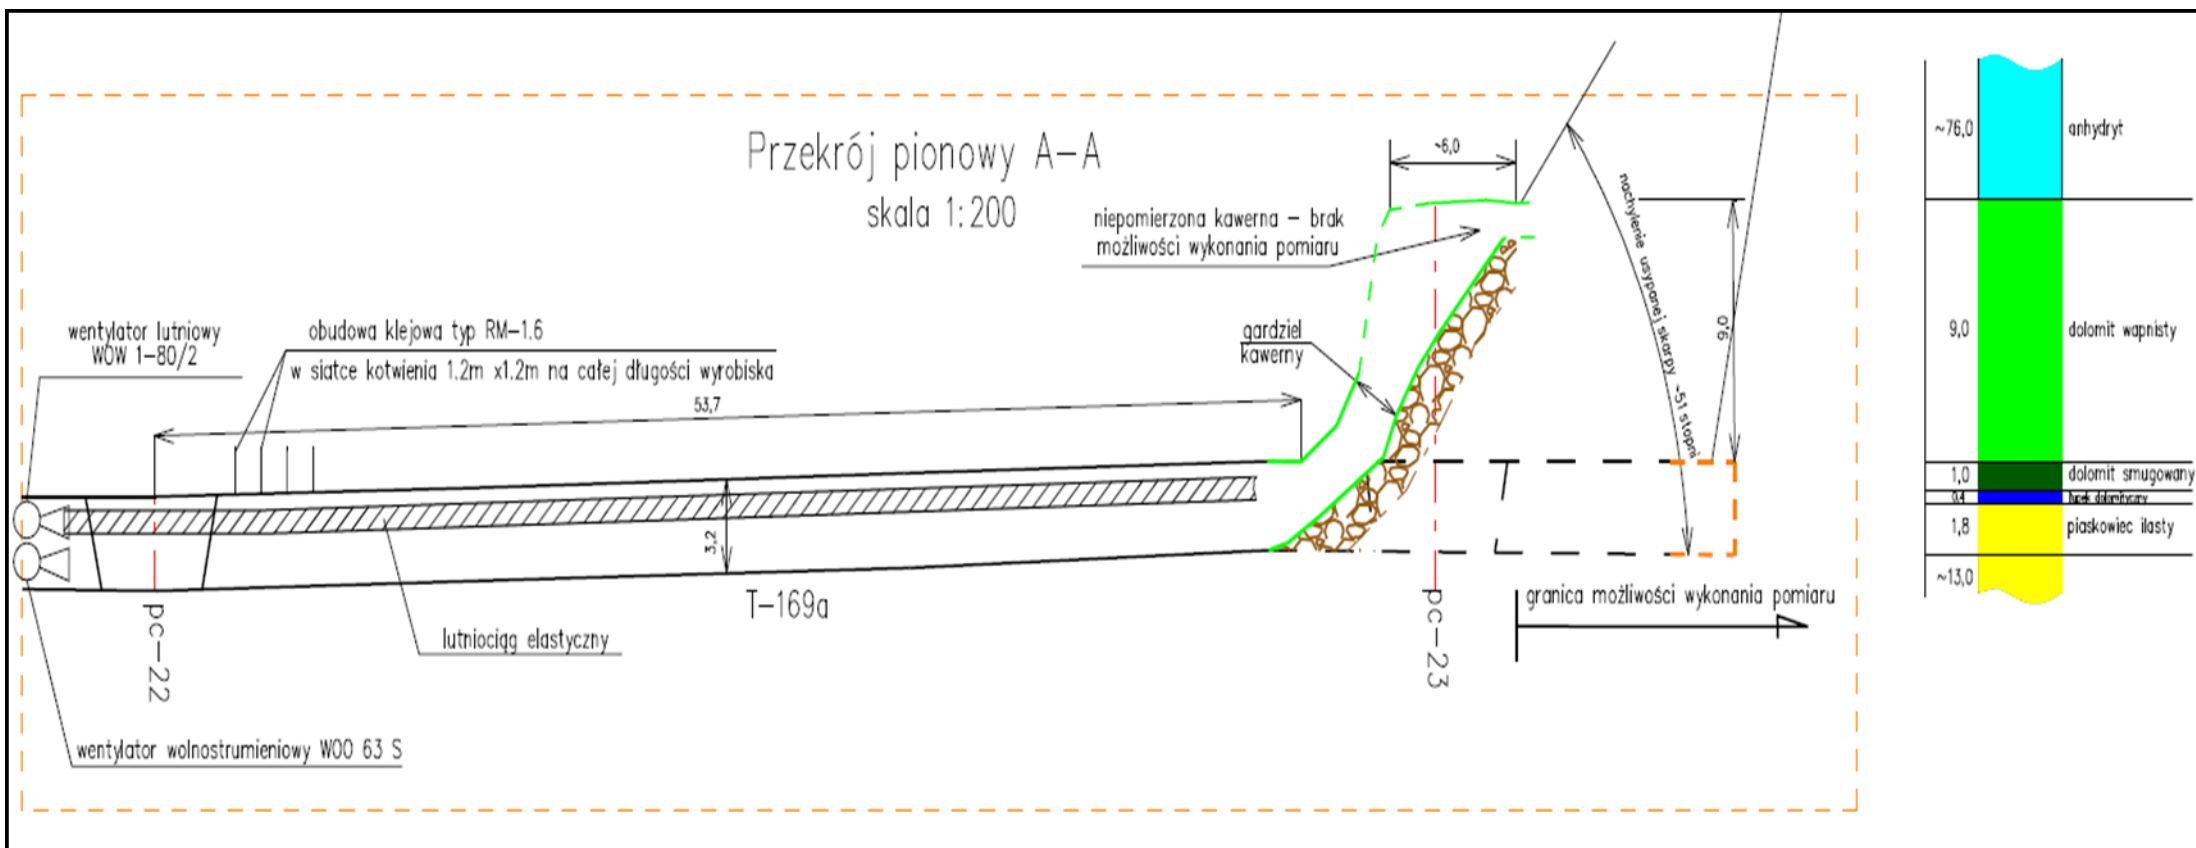 Przekrój pionowy A–A
skala 1:200
~6,0
niepomierzona kawerna – brak
możliwości wykonania pomiaru
nachylenie usypanej skarpy ~51 stopni
9,0
wentylator lutniowy
WOW 1–80/2
obudowa klejowa typ RM–1.6
w siatce kotwienia 1.2m x1.2m na całej długości wyrobiska
gardziel
kawerny
53,7
3,2
T–169a
pc–22
pc–23
granica możliwości wykonania pomiaru
lutniociąg elastyczny
wentylator wolnostrumieniowy WOO 63 S
~76,0 anhydryt
9,0 dolomit wapnisty
1,0 dolomit smugowany
0,4 łupek dolomityczny
1,8 piaskowiec ilasty
~13,0